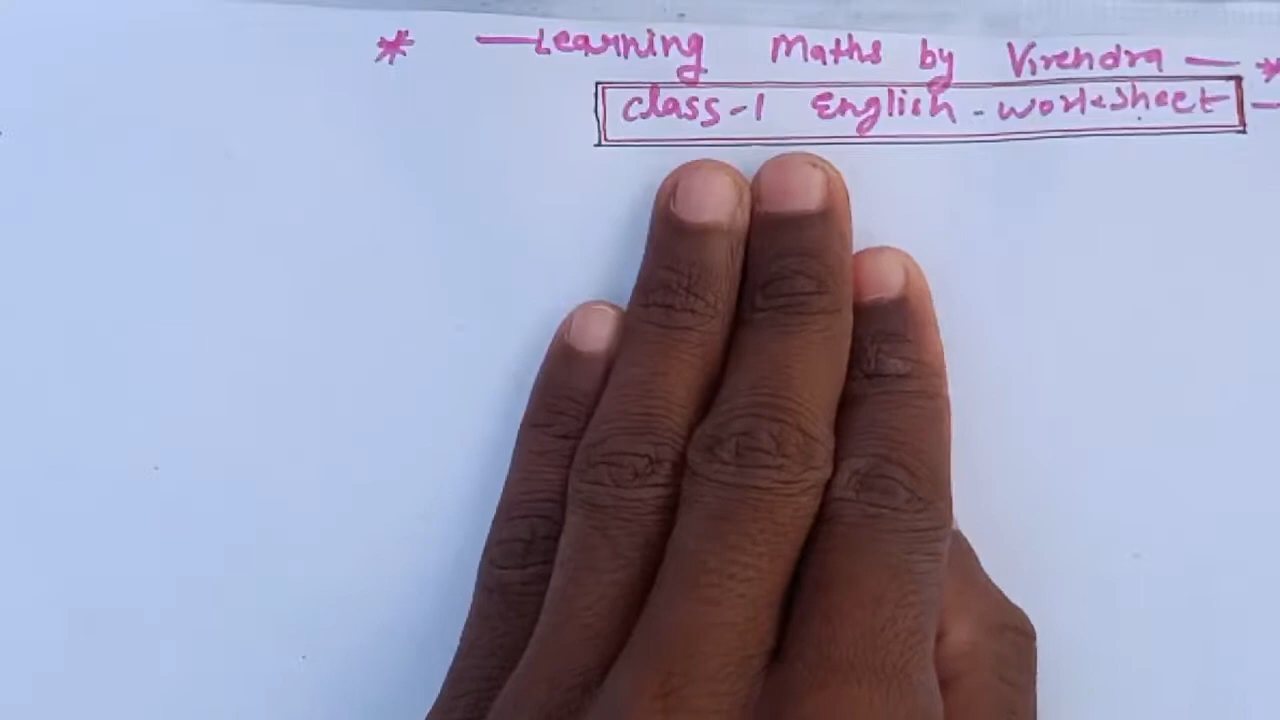 * — Learning Maths by Virendra — *
Class-1 English - worksheet —